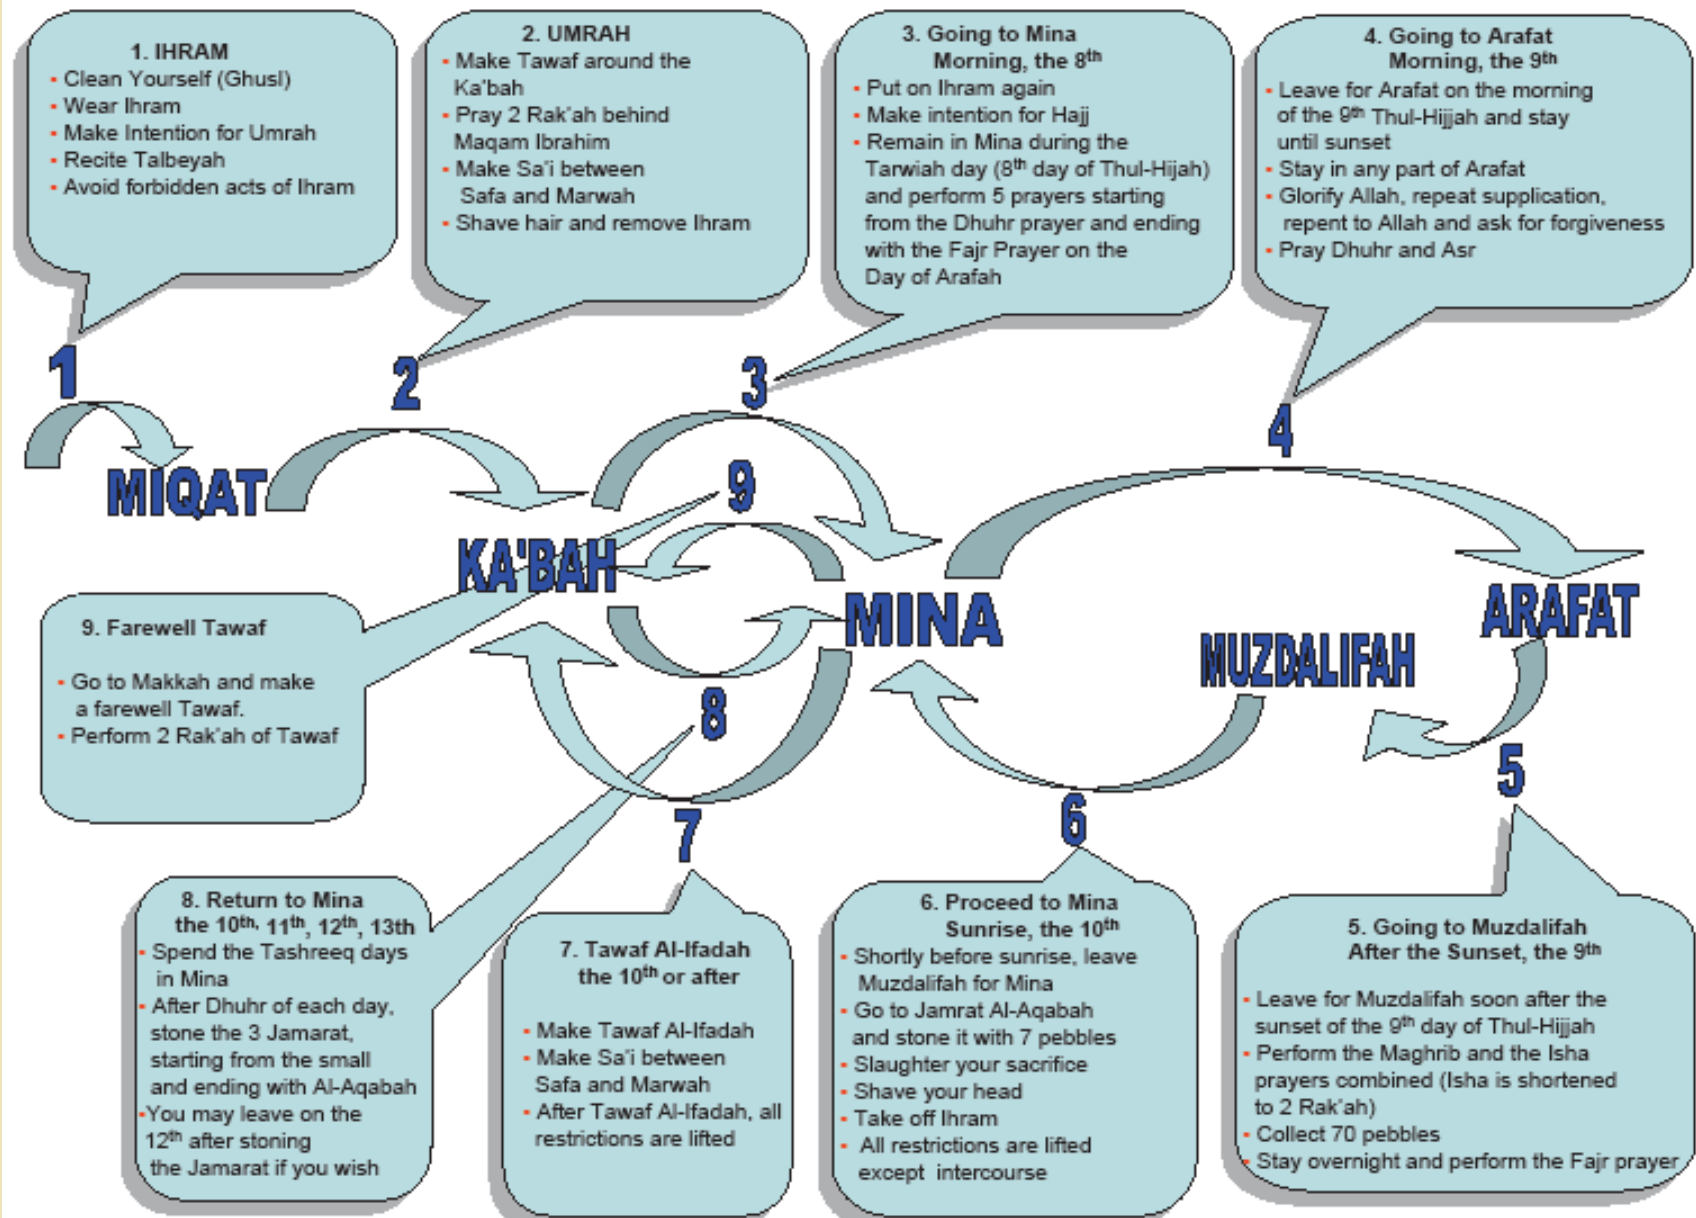 1. IHRAM
- Clean Yourself (Ghusl)
- Wear Ihram
- Make Intention for Umrah
- Recite Talbeyah
- Avoid forbidden acts of Ihram
2. UMRAH
- Make Tawaf around the
Ka'bah
- Pray 2 Rak'ah behind
Maqam Ibrahim
- Make Sa'i between
Safa and Marwah
- Shave hair and remove Ihram
3. Going to Mina
Morning, the 8th
- Put on Ihram again
- Make intention for Hajj
- Remain in Mina during the
Tarwiah day (8th day of Thul-Hijah)
and perform 5 prayers starting
from the Dhuhr prayer and ending
with the Fajr Prayer on the
Day of Arafah
4. Going to Arafat
Morning, the 9th
- Leave for Arafat on the morning
of the 9th Thul-Hijjah and stay
until sunset
- Stay in any part of Arafat
- Glorify Allah, repeat supplication,
repent to Allah and ask for forgiveness
- Pray Dhuhr and Asr
1
2
3
4
9
MIQAT
KA'BAH
MINA
ARAFAT
MUZDALIFAH
8
5
7
6
9. Farewell Tawaf
- Go to Makkah and make
a farewell Tawaf.
- Perform 2 Rak'ah of Tawaf
8. Return to Mina
the 10th, 11th, 12th, 13th
- Spend the Tashreeq days
in Mina
- After Dhuhr of each day,
stone the 3 Jamarat,
starting from the small
and ending with Al-Aqabah
- You may leave on the
12th after stoning
the Jamarat if you wish
7. Tawaf Al-Ifadah
the 10th or after
- Make Tawaf Al-Ifadah
- Make Sa'i between
Safa and Marwah
- After Tawaf Al-Ifadah, all
restrictions are lifted
6. Proceed to Mina
Sunrise, the 10th
- Shortly before sunrise, leave
Muzdalifah for Mina
- Go to Jamrat Al-Aqabah
and stone it with 7 pebbles
- Slaughter your sacrifice
- Shave your head
- Take off Ihram
- All restrictions are lifted
except intercourse
5. Going to Muzdalifah
After the Sunset, the 9th
- Leave for Muzdalifah soon after the
sunset of the 9th day of Thul-Hijjah
- Perform the Maghrib and the Isha
prayers combined (Isha is shortened
to 2 Rak'ah)
- Collect 70 pebbles
- Stay overnight and perform the Fajr prayer